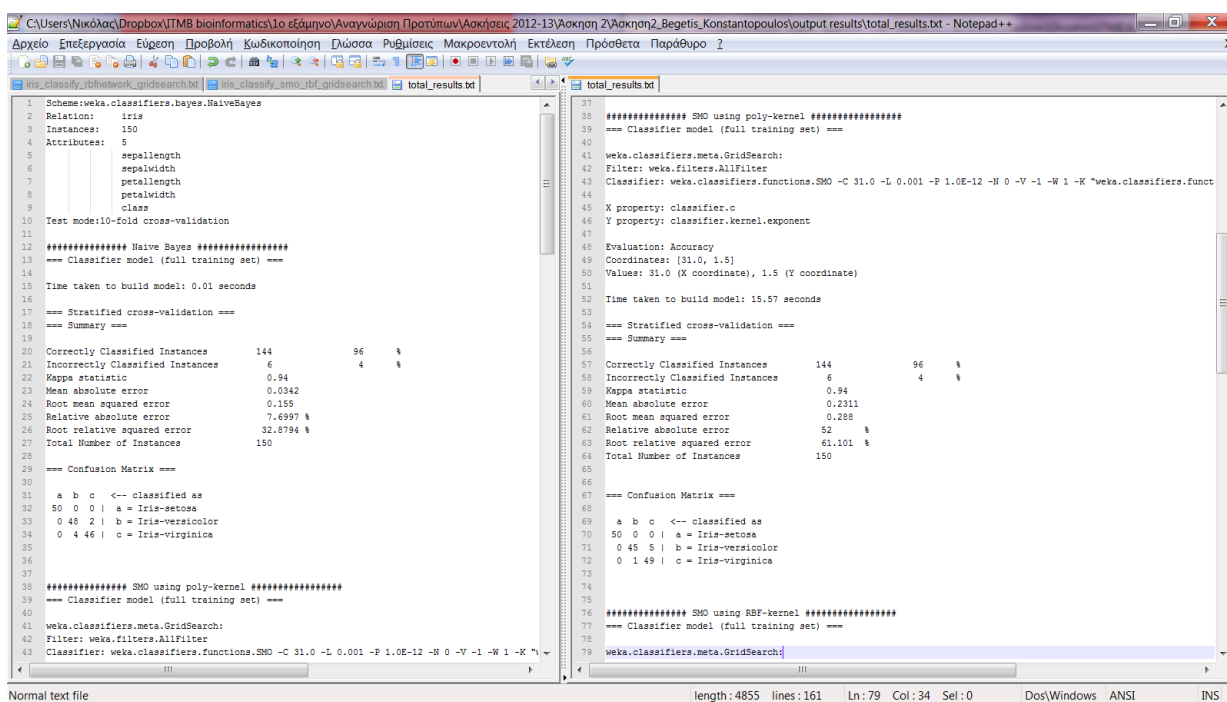 C:\Users\Νικόλας\Dropbox\ITMB bioinformatics\1ο εξάμηνο\Αναγνώριση Προτύπων\Ασκήσεις 2012-13\Άσκηση 2\Άσκηση2_Begetis_Konstantopoulos\output results\total_results.txt - Notepad++
Αρχείο Επεξεργασία Εύρεση Προβολή Κωδικοποίηση Γλώσσα Ρυθμίσεις Μακροεντολή Εκτέλεση Πρόσθετα Παράθυρο ?
iris_classify_rbfnetwork_gridsearch.txt iris_classify_smo_rbf_gridsearch.txt total_results.txt
1 Scheme:weka.classifiers.bayes.NaiveBayes
2 Relation: iris
3 Instances: 150
4 Attributes: 5
5 sepallength
6 sepalwidth
7 petallength
8 petalwidth
9 class
10 Test mode:10-fold cross-validation
11
12 ############### Naive Bayes #################
13 === Classifier model (full training set) ===
14
15 Time taken to build model: 0.01 seconds
16
17 === Stratified cross-validation ===
18 === Summary ===
19
20 Correctly Classified Instances 144 96 %
21 Incorrectly Classified Instances 6 4 %
22 Kappa statistic 0.94
23 Mean absolute error 0.0342
24 Root mean squared error 0.155
25 Relative absolute error 7.6997 %
26 Root relative squared error 32.8794 %
27 Total Number of Instances 150
28
29 === Confusion Matrix ===
30
31 a b c <-- classified as
32 50 0 0 | a = Iris-setosa
33 0 48 2 | b = Iris-versicolor
34 0 4 46 | c = Iris-virginica
35
36
37
38 ############### SMO using poly-kernel #################
39 === Classifier model (full training set) ===
40
41 weka.classifiers.meta.GridSearch:
42 Filter: weka.filters.AllFilter
43 Classifier: weka.classifiers.functions.SMO -C 31.0 -L 0.001 -P 1.0E-12 -N 0 -V -1 -W 1 -K "
total_results.txt
37
38 ############### SMO using poly-kernel #################
39 === Classifier model (full training set) ===
40
41 weka.classifiers.meta.GridSearch:
42 Filter: weka.filters.AllFilter
43 Classifier: weka.classifiers.functions.SMO -C 31.0 -L 0.001 -P 1.0E-12 -N 0 -V -1 -W 1 -K "weka.classifiers.funct
44
45 X property: classifier.c
46 Y property: classifier.kernel.exponent
47
48 Evaluation: Accuracy
49 Coordinates: [31.0, 1.5]
50 Values: 31.0 (X coordinate), 1.5 (Y coordinate)
51
52 Time taken to build model: 15.57 seconds
53
54 === Stratified cross-validation ===
55 === Summary ===
56
57 Correctly Classified Instances 144 96 %
58 Incorrectly Classified Instances 6 4 %
59 Kappa statistic 0.94
60 Mean absolute error 0.2311
61 Root mean squared error 0.288
62 Relative absolute error 52 %
63 Root relative squared error 61.101 %
64 Total Number of Instances 150
65
66
67 === Confusion Matrix ===
68
69 a b c <-- classified as
70 50 0 0 | a = Iris-setosa
71 0 45 5 | b = Iris-versicolor
72 0 1 49 | c = Iris-virginica
73
74
75
76 ############### SMO using RBF-kernel #################
77 === Classifier model (full training set) ===
78
79 weka.classifiers.meta.GridSearch:
Normal text file length : 4855 lines : 161 Ln : 79 Col : 34 Sel : 0 Dos\Windows ANSI INS